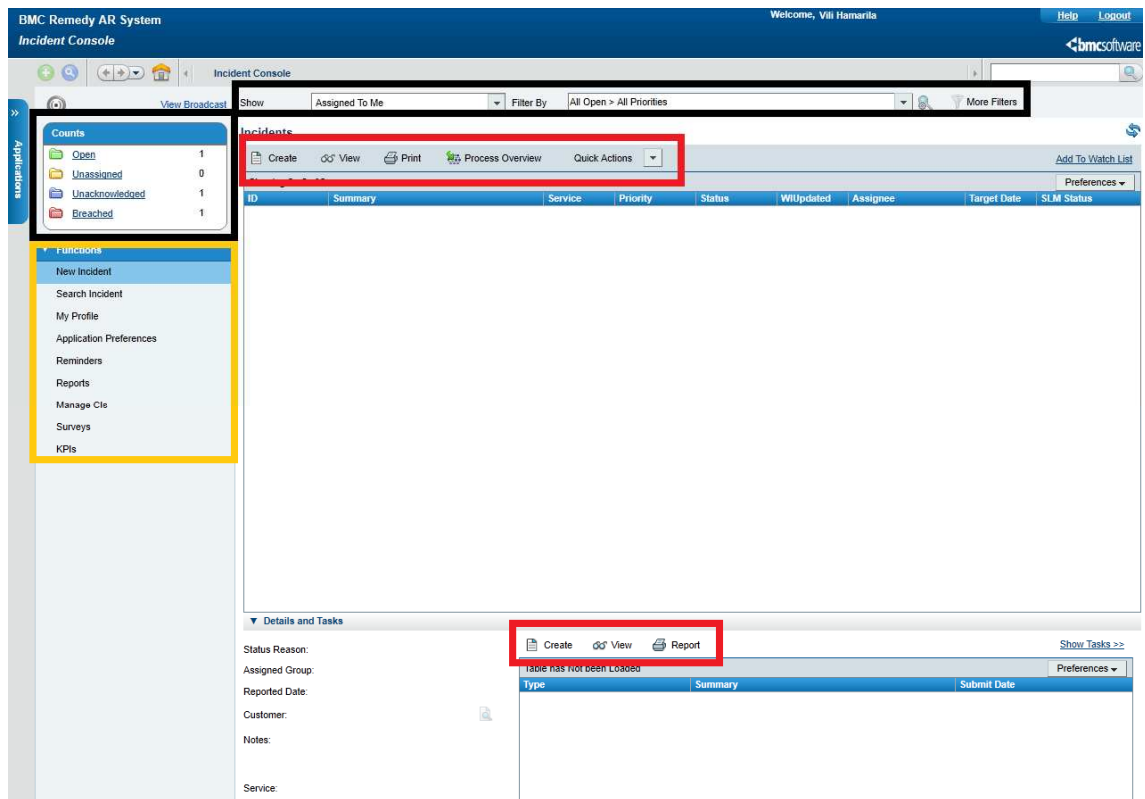 BMC Remedy AR System
Welcome, Vili Hamarila
Help Logout
Incident Console
bmcsoftware
Incident Console
View Broadcast
Show Assigned To Me Filter By All Open > All Priorities More Filters
Applications
Counts
Open 1
Unassigned 0
Unacknowledged 1
Breached 1
Functions
New Incident
Search Incident
My Profile
Application Preferences
Reminders
Reports
Manage CIs
Surveys
KPIs
Incidents
Create View Print Process Overview Quick Actions
Add To Watch List
Preferences
ID Summary Service Priority Status WIUpdated Assignee Target Date SLM Status
Details and Tasks
Status Reason:
Assigned Group:
Reported Date:
Customer:
Notes:
Service:
Create View Report
Show Tasks >>
Table has Not been Loaded
Preferences
Type Summary Submit Date